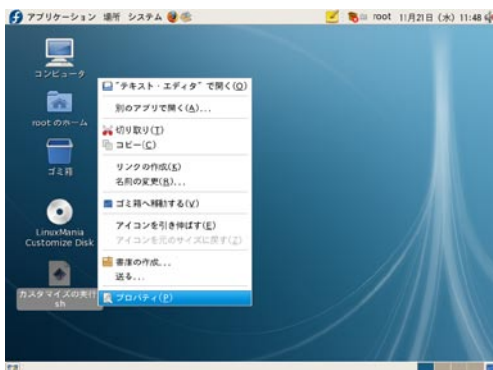 アプリケーション 場所 システム
root 11月21日 (水) 11:48
コンピュータ
root のホーム
ゴミ箱
LinuxMania
Customize Disk
カスタマイズの実行
sh
"テキスト・エディタ" で開く(O)
別のアプリで開く(A)...
切り取り(T)
コピー(C)
リンクの作成(K)
名前の変更(R)...
ゴミ箱へ移動する(V)
アイコンを引き伸ばす(E)
アイコンを元のサイズに戻す(Z)
書庫の作成...
送る...
プロパティ(P)